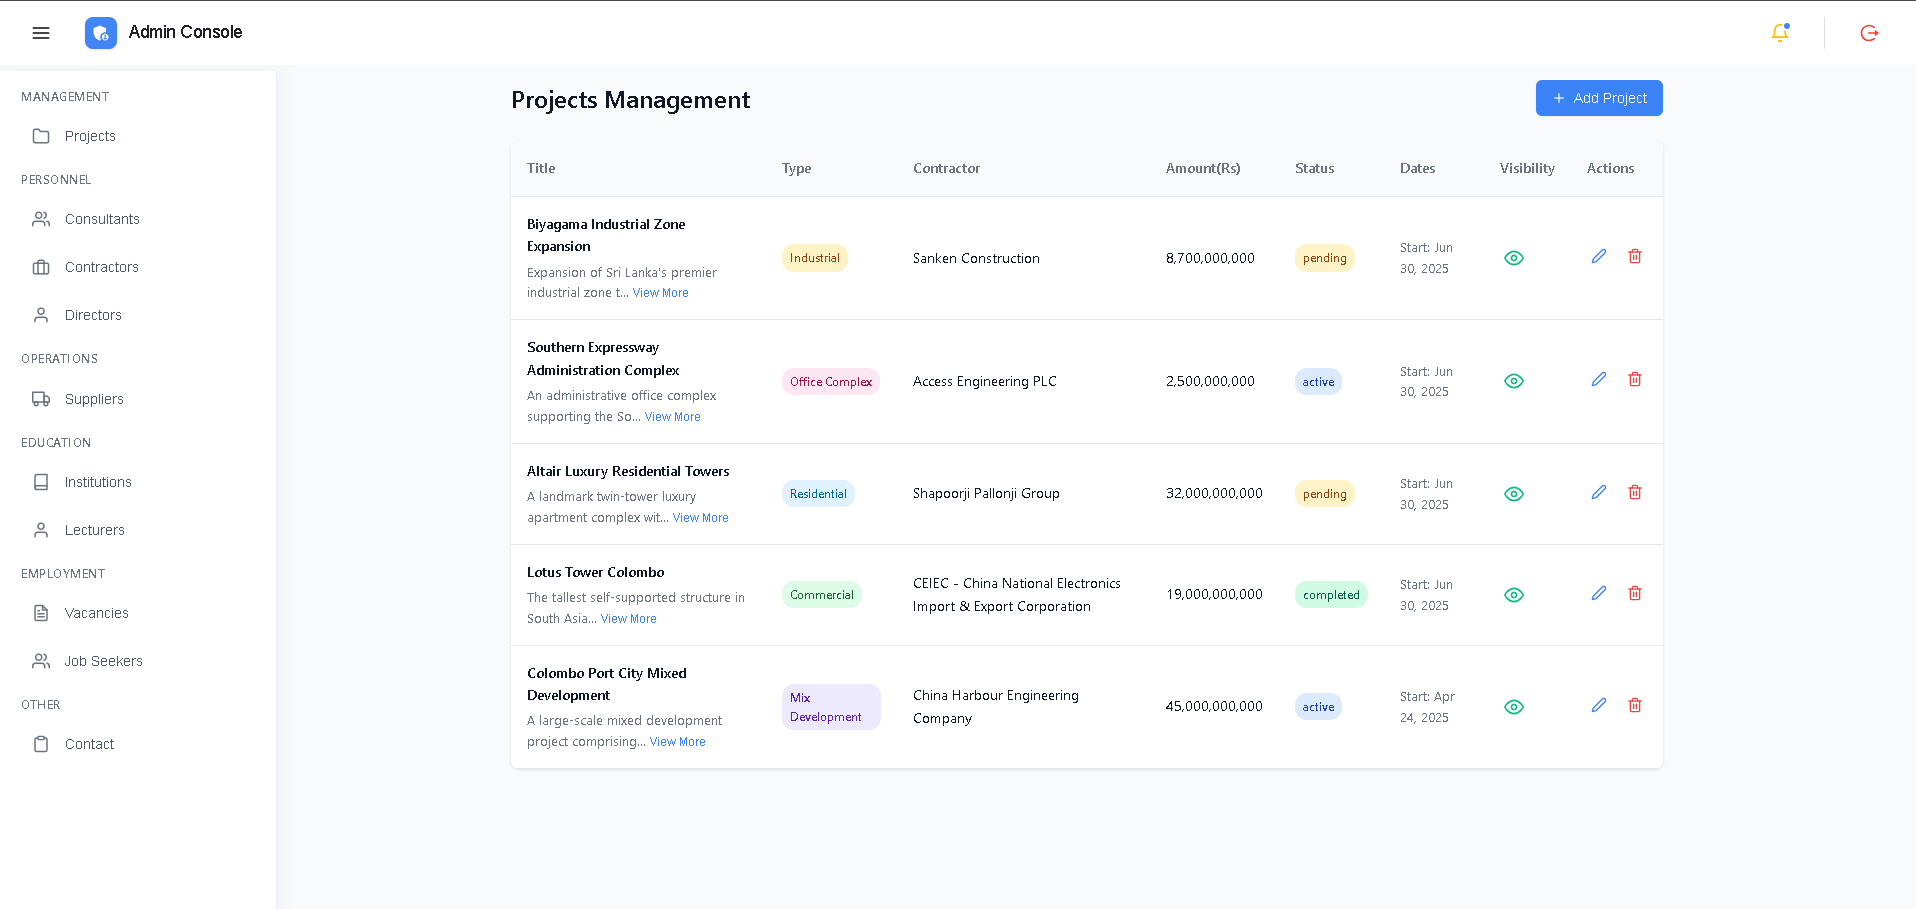 Admin Console
MANAGEMENT
Projects
PERSONNEL
Consultants
Contractors
Directors
OPERATIONS
Suppliers
EDUCATION
Institutions
Lecturers
EMPLOYMENT
Vacancies
Job Seekers
OTHER
Contact
Projects Management
Add Project
Title Type Contractor Amount(Rs) Status Dates Visibility Actions
Biyagama Industrial Zone
Expansion
Expansion of Sri Lanka's premier
industrial zone t... View More
Industrial
Sanken Construction
8,700,000,000
pending
Start: Jun
30, 2025
Southern Expressway
Administration Complex
An administrative office complex
supporting the So... View More
Office Complex
Access Engineering PLC
2,500,000,000
active
Start: Jun
30, 2025
Altair Luxury Residential Towers
A landmark twin-tower luxury
apartment complex wit... View More
Residential
Shapoorji Pallonji Group
32,000,000,000
pending
Start: Jun
30, 2025
Lotus Tower Colombo
The tallest self-supported structure in
South Asia... View More
Commercial
CEIEC - China National Electronics
Import & Export Corporation
19,000,000,000
completed
Start: Jun
30, 2025
Colombo Port City Mixed
Development
A large-scale mixed development
project comprising... View More
Mix
Development
China Harbour Engineering
Company
45,000,000,000
active
Start: Apr
24, 2025